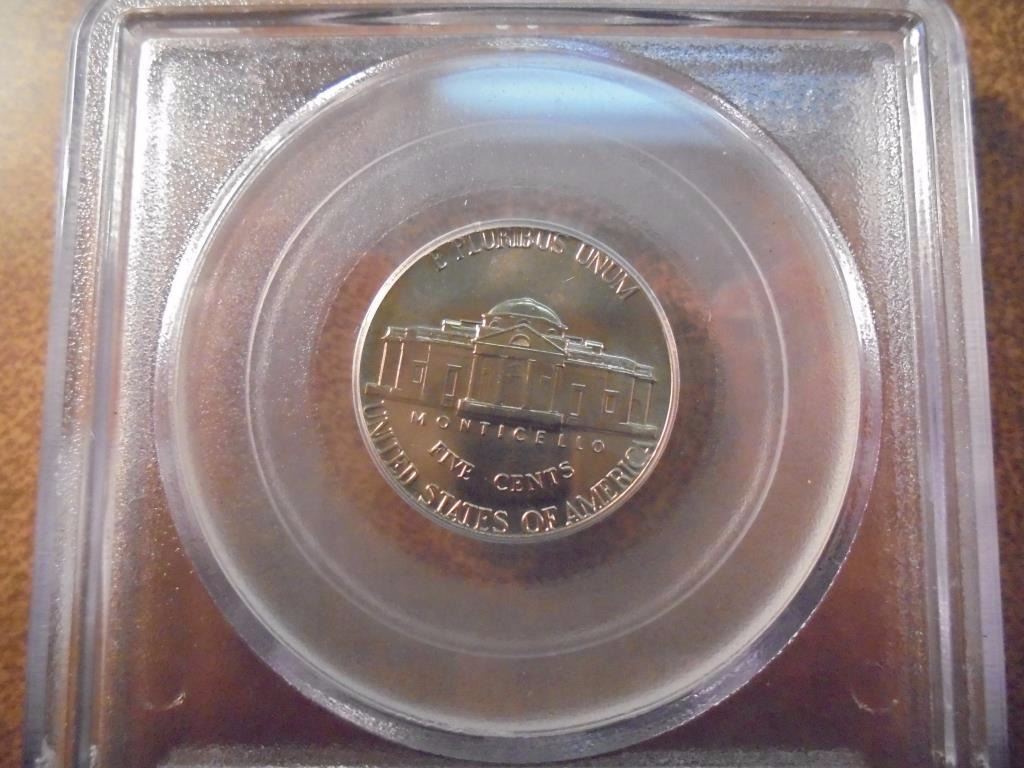 E PLURIBUS UNUM
MONTICELLO
FIVE CENTS
UNITED STATES OF AMERICA